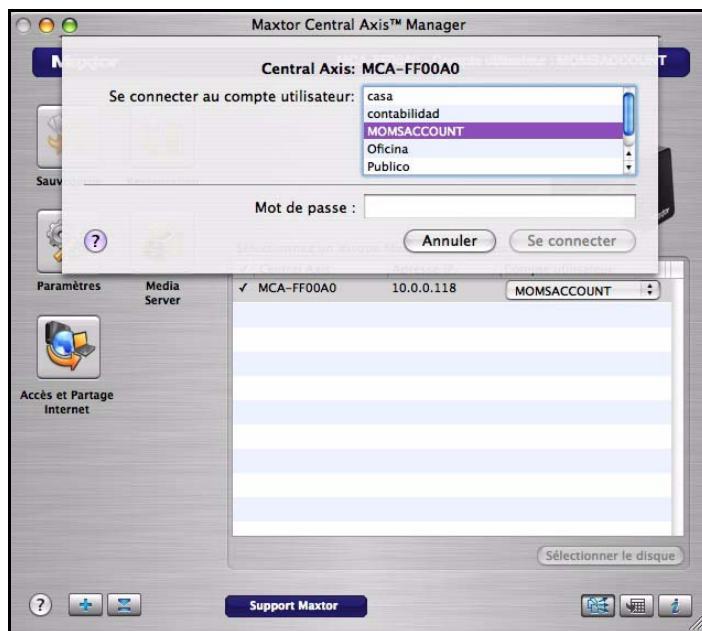 Maxtor Central Axis™ Manager
Central Axis: MCA-FF00A0
Se connecter au compte utilisateur:
casa
contabilidad
MOMSACCOUNT
Oficina
Publico
Mot de passe :
? Annuler Se connecter
Paramètres
Media Server
✓ MCA-FF00A0 10.0.0.118 MOMSACCOUNT
Accès et Partage Internet
Sélectionner le disque
? Support Maxtor i